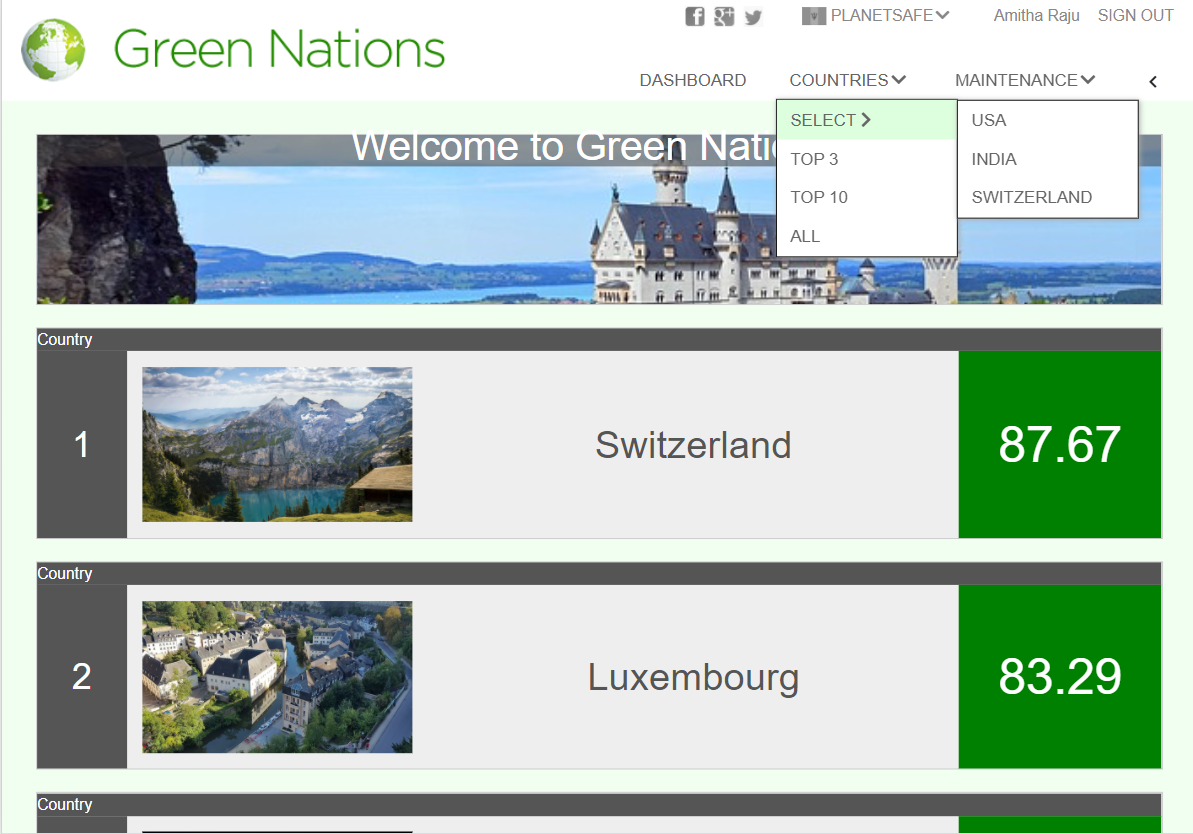 PLANETSAFE
Amitha Raju
SIGN OUT
Green Nations
DASHBOARD
COUNTRIES
MAINTENANCE
SELECT
USA
TOP 3
INDIA
TOP 10
SWITZERLAND
ALL
Welcome to Green Natio
Country
1
Switzerland
87.67
Country
2
Luxembourg
83.29
Country